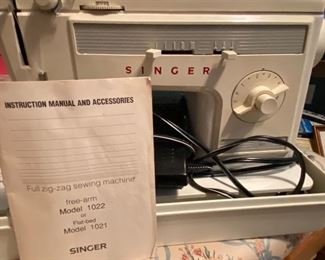 SINGER
INSTRUCTION MANUAL AND ACCESSORIES
Full zig-zag sewing machine
free-arm
Model 1022
or
Flat-bed
Model 1021
SINGER